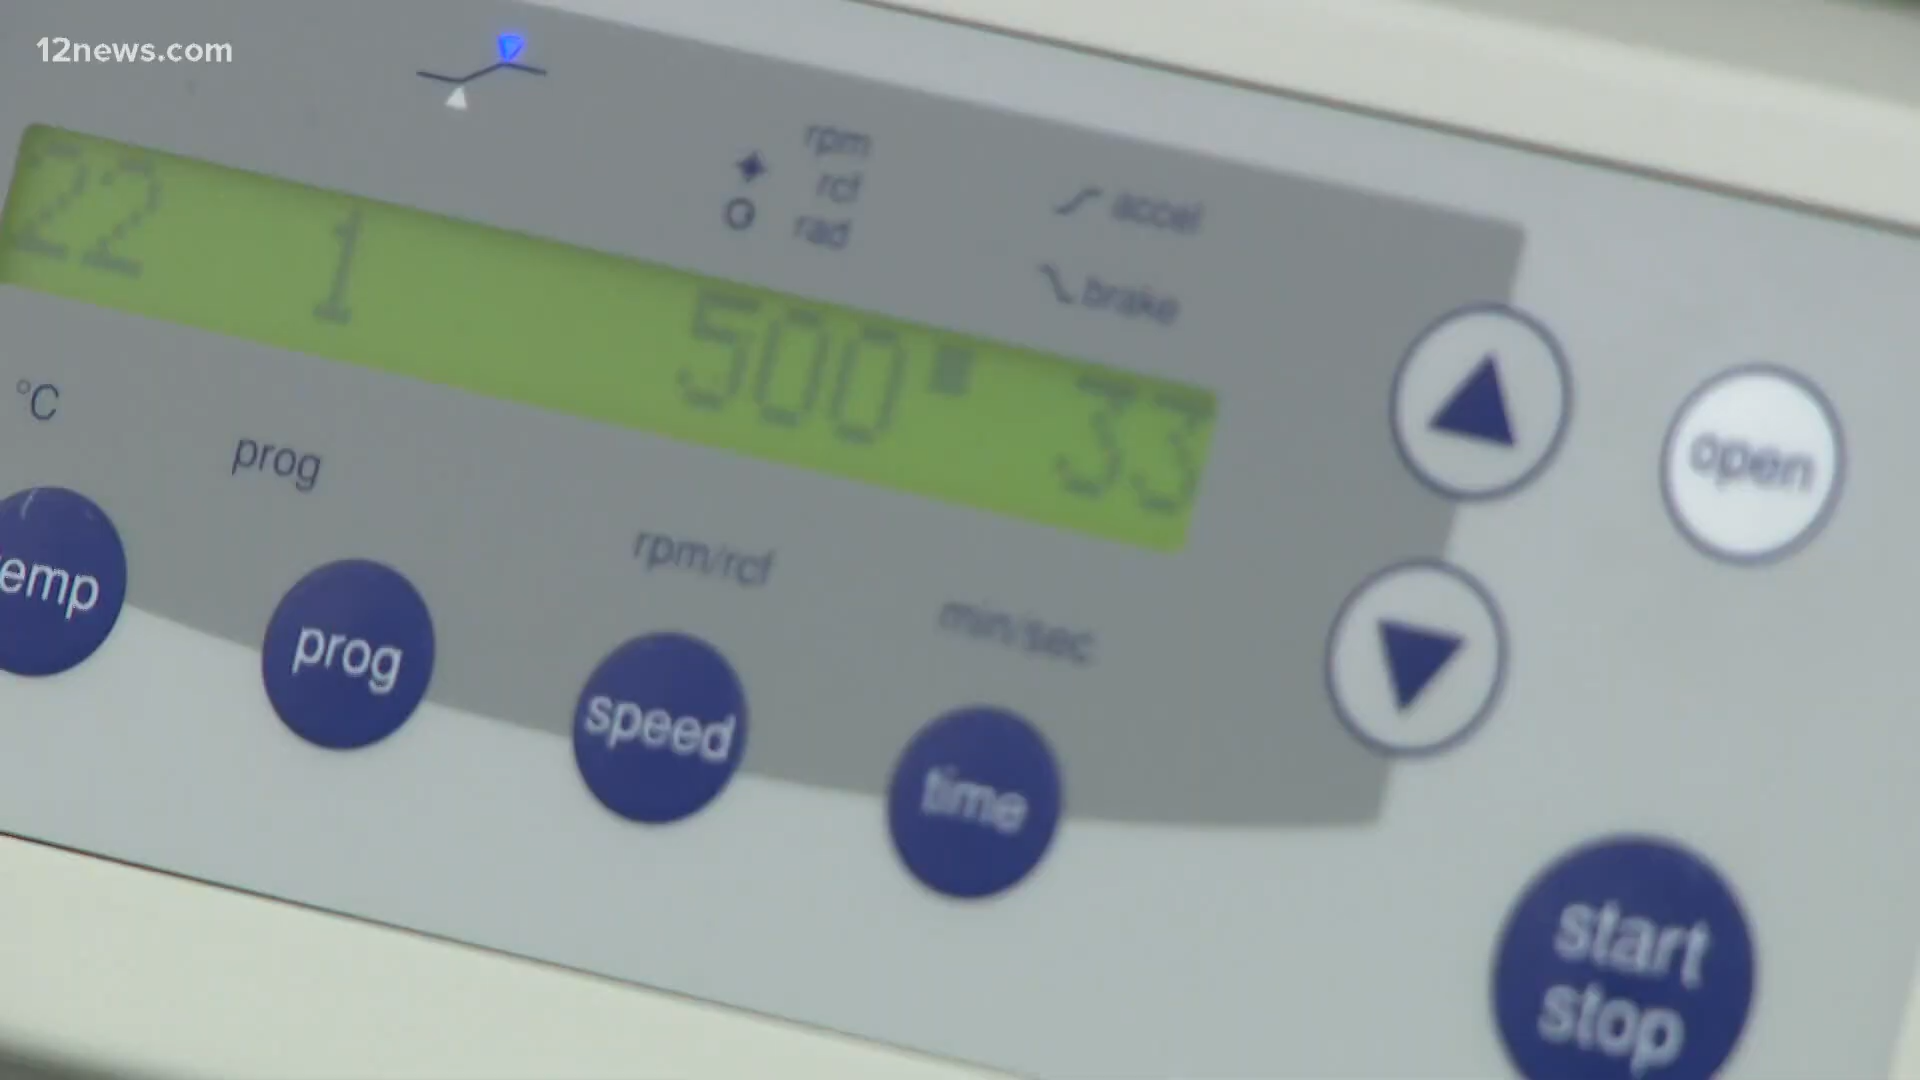 12news.com
rpm
rcf
rad
accel
brake
22 1 500 33
°C
prog
rpm/rcf
min/sec
emp
prog
speed
time
open
start
stop